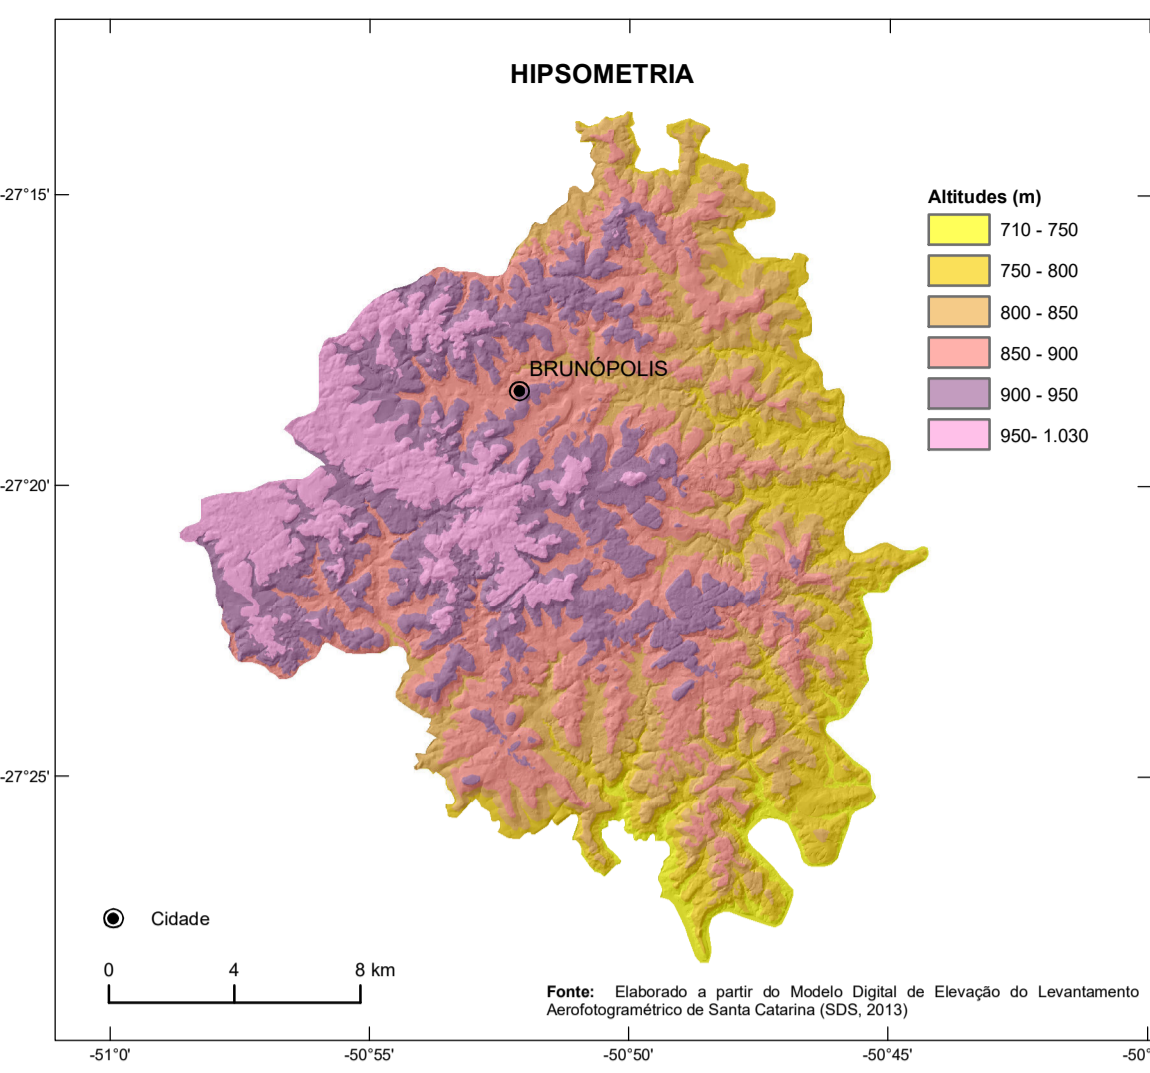 HIPSOMETRIA
-27°15'
Altitudes (m)
710 - 750
750 - 800
800 - 850
850 - 900
900 - 950
950- 1.030
BRUNÓPOLIS
-27°20'
-27°25'
Cidade
0 4 8 km
Fonte: Elaborado a partir do Modelo Digital de Elevação do Levantamento
Aerofotogramétrico de Santa Catarina (SDS, 2013)
-51°0' -50°55' -50°50' -50°45' -50°